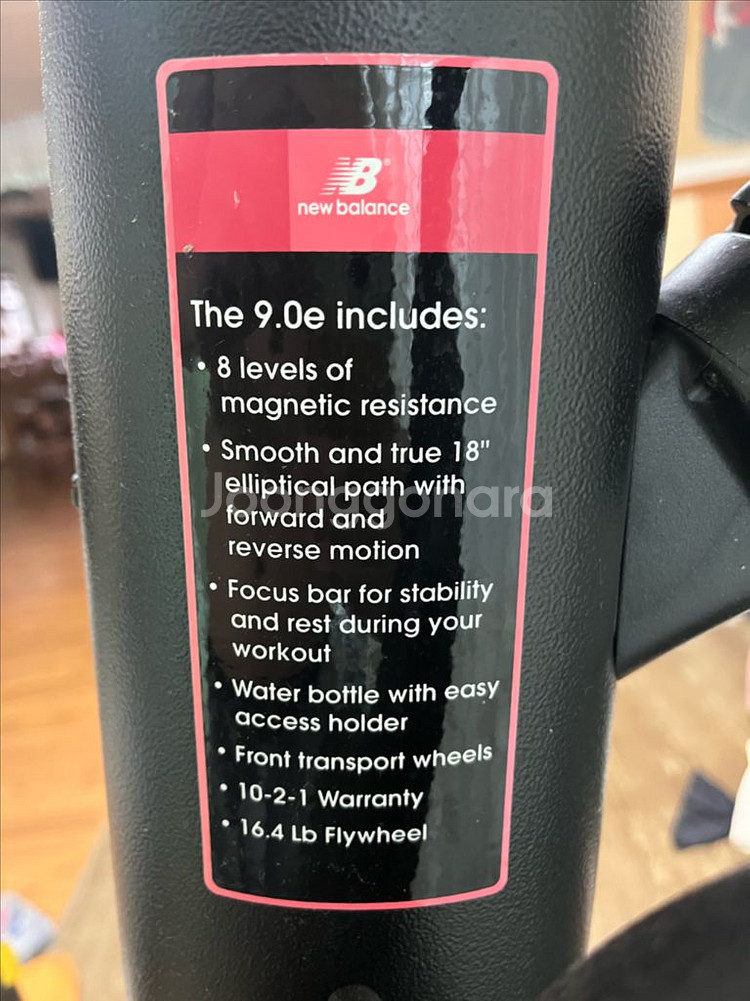 NB®
new balance
The 9.0e includes:
• 8 levels of
magnetic resistance
• Smooth and true 18"
elliptical path with
Joonggonara
forward and
reverse motion
• Focus bar for stability
and rest during your
workout
• Water bottle with easy
access holder
• Front transport wheels
• 10-2-1 Warranty
• 16.4 Lb Flywheel